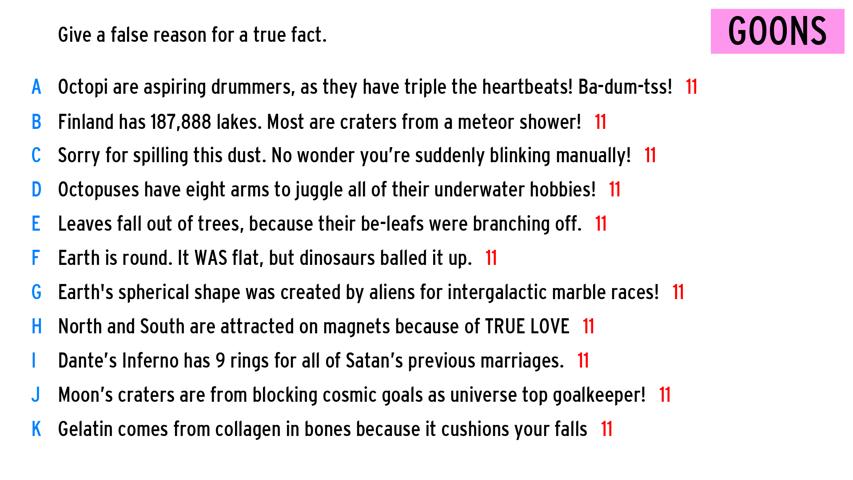 Give a false reason for a true fact.
GOONS
A Octopi are aspiring drummers, as they have triple the heartbeats! Ba-dum-tss! 11
B Finland has 187,888 lakes. Most are craters from a meteor shower! 11
C Sorry for spilling this dust. No wonder you're suddenly blinking manually! 11
D Octopuses have eight arms to juggle all of their underwater hobbies! 11
E Leaves fall out of trees, because their be-leafs were branching off. 11
F Earth is round. It WAS flat, but dinosaurs balled it up. 11
G Earth's spherical shape was created by aliens for intergalactic marble races! 11
H North and South are attracted on magnets because of TRUE LOVE 11
I Dante's Inferno has 9 rings for all of Satan's previous marriages. 11
J Moon's craters are from blocking cosmic goals as universe top goalkeeper! 11
K Gelatin comes from collagen in bones because it cushions your falls 11